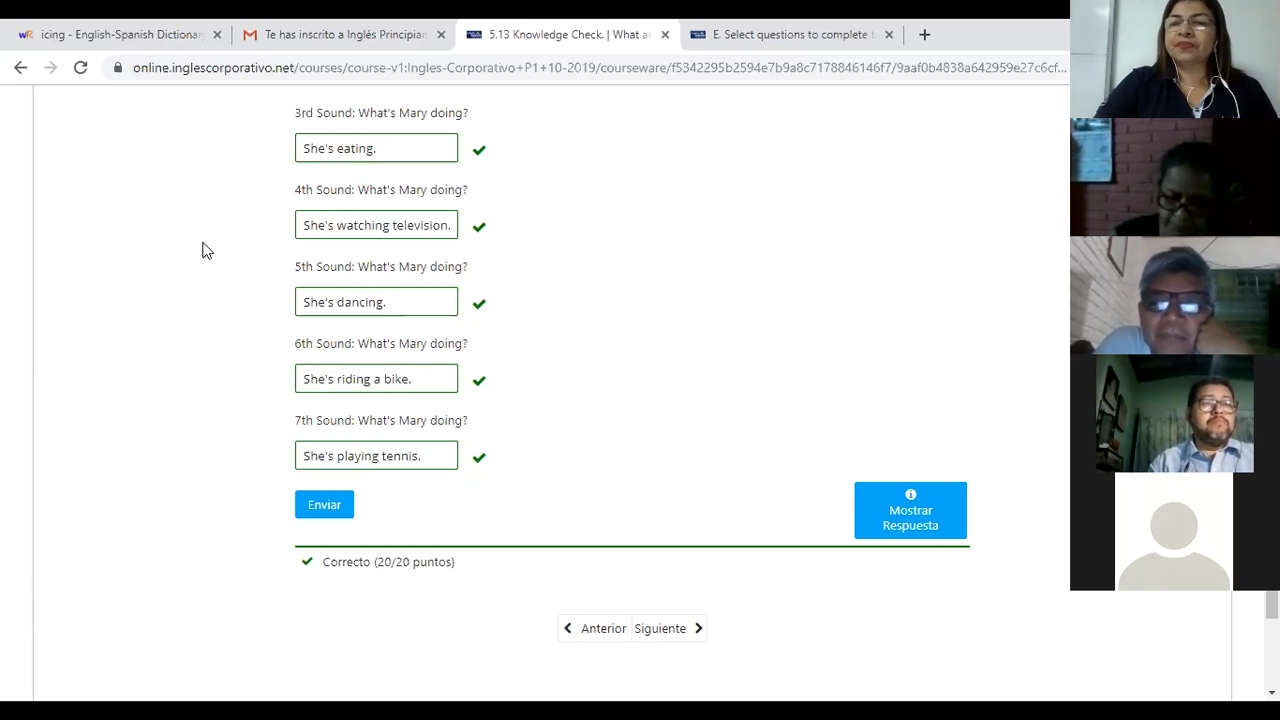 icing - English-Spanish Dictionar
Te has inscrito a Inglés Principian
5.13 Knowledge Check. | What a
E. Select questions to complete t
online.inglescorporativo.net/courses/course-v1:Ingles-Corporativo+P1+10-2019/courseware/f5342295b2594e7b9a8c7178846146f7/9aaf0b4838a642959e27c6cf...
3rd Sound: What's Mary doing?
She's eating.
4th Sound: What's Mary doing?
She's watching television.
5th Sound: What's Mary doing?
She's dancing.
6th Sound: What's Mary doing?
She's riding a bike.
7th Sound: What's Mary doing?
She's playing tennis.
Enviar
Mostrar
Respuesta
Correcto (20/20 puntos)
Anterior Siguiente